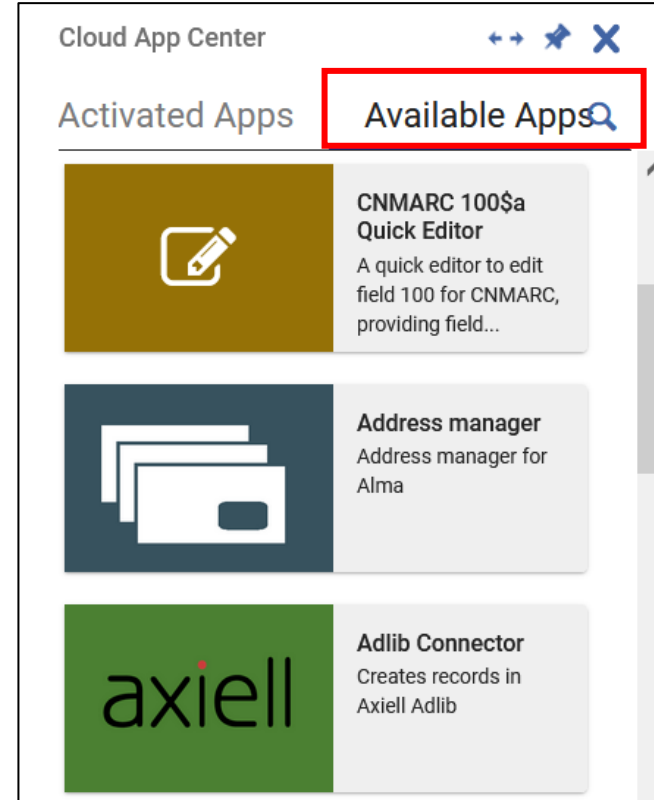 Cloud App Center
Activated Apps
Available Apps
CNMARC 100$a
Quick Editor
A quick editor to edit
field 100 for CNMARC,
providing field...
Address manager
Address manager for
Alma
axiell
Adlib Connector
Creates records in
Axiell Adlib